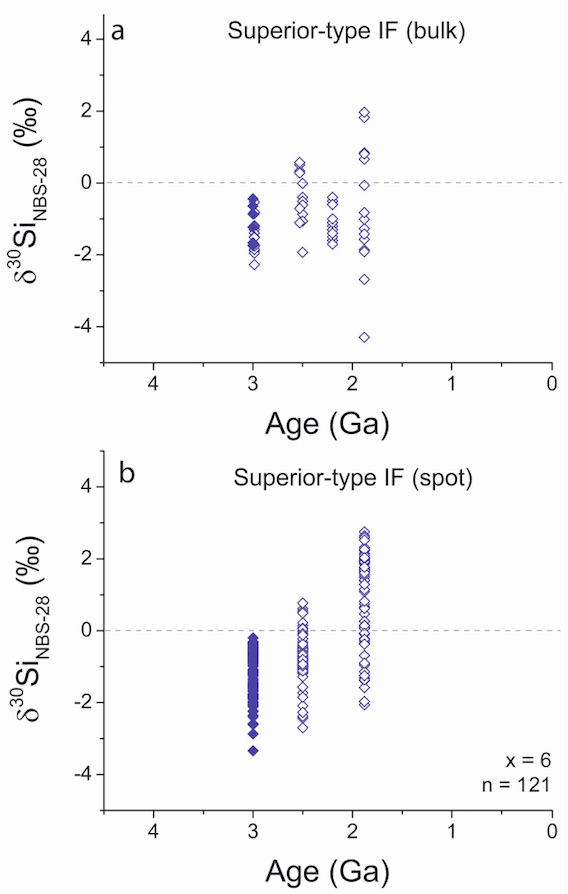 a
Superior-type IF (bulk)
4
2
0
-2
-4
δ30SiNBS-28 (‰)
4 3 2 1 0
Age (Ga)
b
Superior-type IF (spot)
4
2
0
-2
-4
δ30SiNBS-28 (‰)
x = 6
n = 121
4 3 2 1 0
Age (Ga)